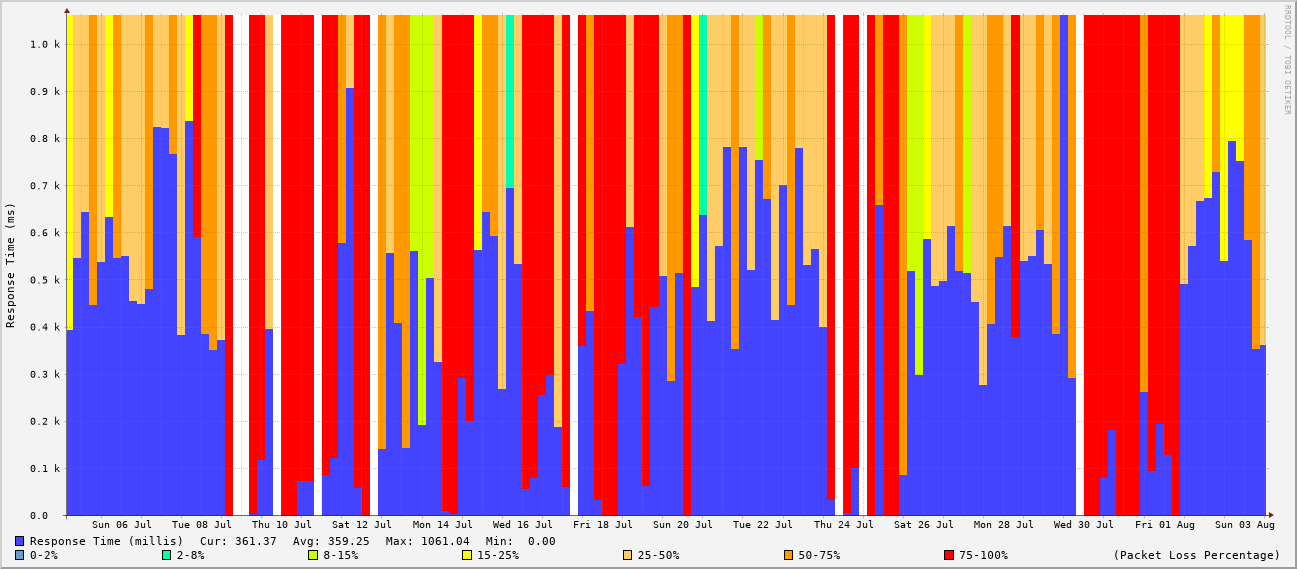 RRDTOOL / TOBI OETIKER
Response Time (ms)
1.0 k
0.9 k
0.8 k
0.7 k
0.6 k
0.5 k
0.4 k
0.3 k
0.2 k
0.1 k
0.0
Sun 06 Jul Tue 08 Jul Thu 10 Jul Sat 12 Jul Mon 14 Jul Wed 16 Jul Fri 18 Jul Sun 20 Jul Tue 22 Jul Thu 24 Jul Sat 26 Jul Mon 28 Jul Wed 30 Jul Fri 01 Aug Sun 03 Aug
Response Time (millis) Cur: 361.37 Avg: 359.25 Max: 1061.04 Min: 0.00
0-2% 2-8% 8-15% 15-25% 25-50% 50-75% 75-100% (Packet Loss Percentage)